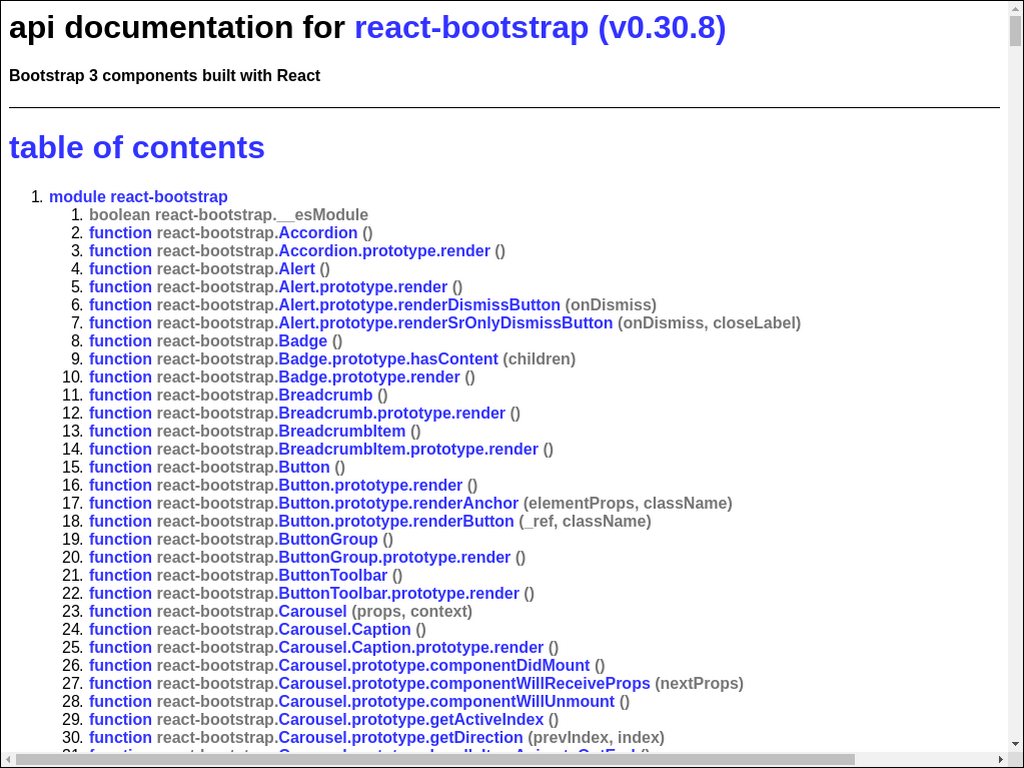 api documentation for react-bootstrap (v0.30.8)
Bootstrap 3 components built with React
table of contents
1. module react-bootstrap
1. boolean react-bootstrap.__esModule
2. function react-bootstrap.Accordion ()
3. function react-bootstrap.Accordion.prototype.render ()
4. function react-bootstrap.Alert ()
5. function react-bootstrap.Alert.prototype.render ()
6. function react-bootstrap.Alert.prototype.renderDismissButton (onDismiss)
7. function react-bootstrap.Alert.prototype.renderSrOnlyDismissButton (onDismiss, closeLabel)
8. function react-bootstrap.Badge ()
9. function react-bootstrap.Badge.prototype.hasContent (children)
10. function react-bootstrap.Badge.prototype.render ()
11. function react-bootstrap.Breadcrumb ()
12. function react-bootstrap.Breadcrumb.prototype.render ()
13. function react-bootstrap.BreadcrumbItem ()
14. function react-bootstrap.BreadcrumbItem.prototype.render ()
15. function react-bootstrap.Button ()
16. function react-bootstrap.Button.prototype.render ()
17. function react-bootstrap.Button.prototype.renderAnchor (elementProps, className)
18. function react-bootstrap.Button.prototype.renderButton (_ref, className)
19. function react-bootstrap.ButtonGroup ()
20. function react-bootstrap.ButtonGroup.prototype.render ()
21. function react-bootstrap.ButtonToolbar ()
22. function react-bootstrap.ButtonToolbar.prototype.render ()
23. function react-bootstrap.Carousel (props, context)
24. function react-bootstrap.Carousel.Caption ()
25. function react-bootstrap.Carousel.Caption.prototype.render ()
26. function react-bootstrap.Carousel.prototype.componentDidMount ()
27. function react-bootstrap.Carousel.prototype.componentWillReceiveProps (nextProps)
28. function react-bootstrap.Carousel.prototype.componentWillUnmount ()
29. function react-bootstrap.Carousel.prototype.getActiveIndex ()
30. function react-bootstrap.Carousel.prototype.getDirection (prevIndex, index)